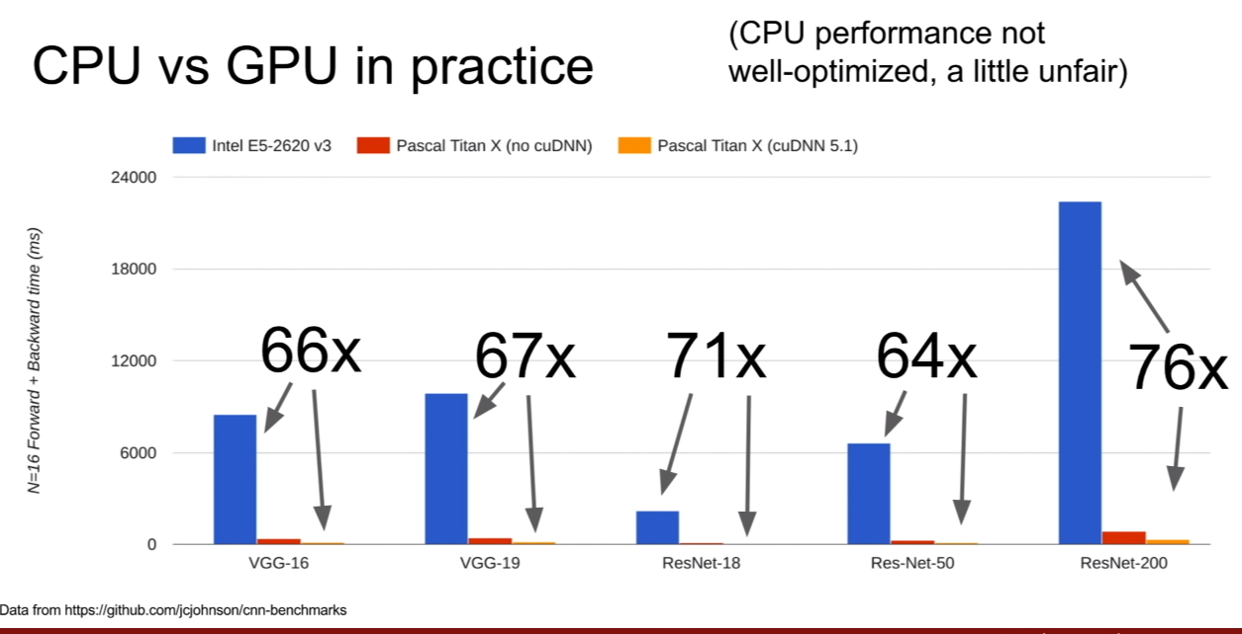 CPU vs GPU in practice
(CPU performance not
well-optimized, a little unfair)
Intel E5-2620 v3
Pascal Titan X (no cuDNN)
Pascal Titan X (cuDNN 5.1)
N=16 Forward + Backward time (ms)
24000
18000
12000
6000
0
66x
67x
71x
64x
76x
VGG-16
VGG-19
ResNet-18
Res-Net-50
ResNet-200
Data from https://github.com/jcjohnson/cnn-benchmarks